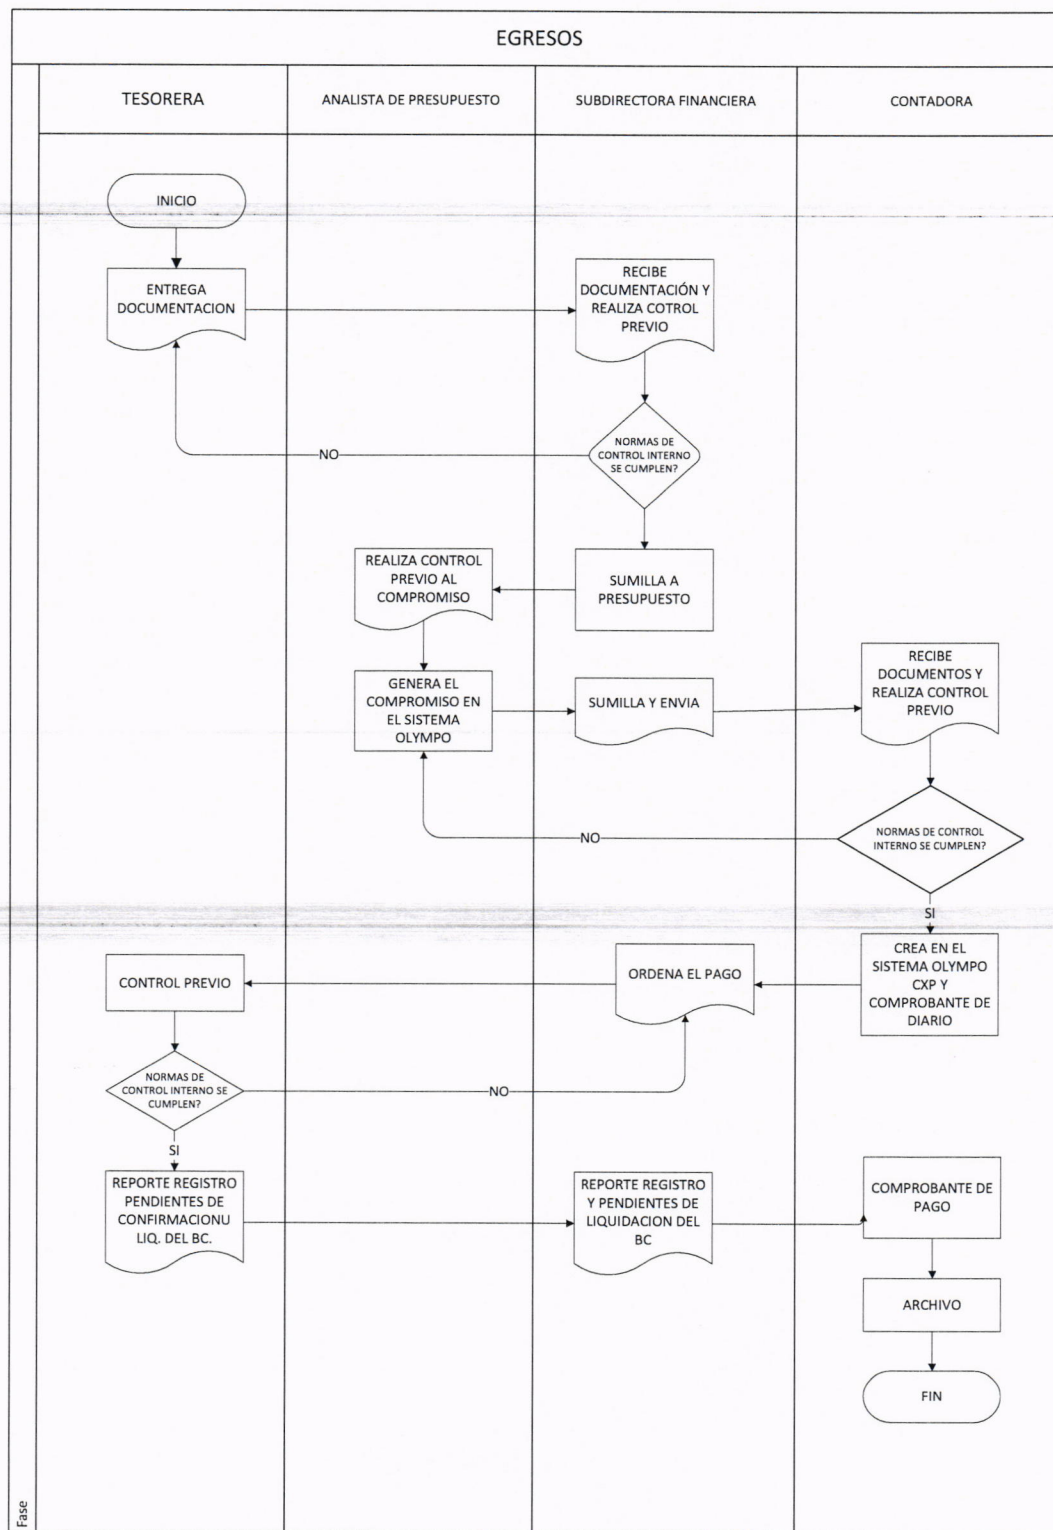 EGRESOS
TESORERA
ANALISTA DE PRESUPUESTO
SUBDIRECTORA FINANCIERA
CONTADORA
INICIO
ENTREGA
DOCUMENTACION
RECIBE
DOCUMENTACIÓN Y
REALIZA COTROL
PREVIO
NORMAS DE
CONTROL INTERNO
SE CUMPLEN?
NO
SUMILLA A
PRESUPUESTO
REALIZA CONTROL
PREVIO AL
COMPROMISO
GENERA EL
COMPROMISO EN
EL SISTEMA
OLYMPO
SUMILLA Y ENVIA
RECIBE
DOCUMENTOS Y
REALIZA CONTROL
PREVIO
NORMAS DE CONTROL
INTERNO SE CUMPLEN?
NO
SI
CREA EN EL
SISTEMA OLYMPO
CXP Y
COMPROBANTE DE
DIARIO
ORDENA EL PAGO
CONTROL PREVIO
NORMAS DE
CONTROL INTERNO SE
CUMPLEN?
NO
SI
REPORTE REGISTRO
PENDIENTES DE
CONFIRMACIONU
LIQ. DEL BC.
REPORTE REGISTRO
Y PENDIENTES DE
LIQUIDACION DEL
BC
COMPROBANTE DE
PAGO
ARCHIVO
FIN
Fase